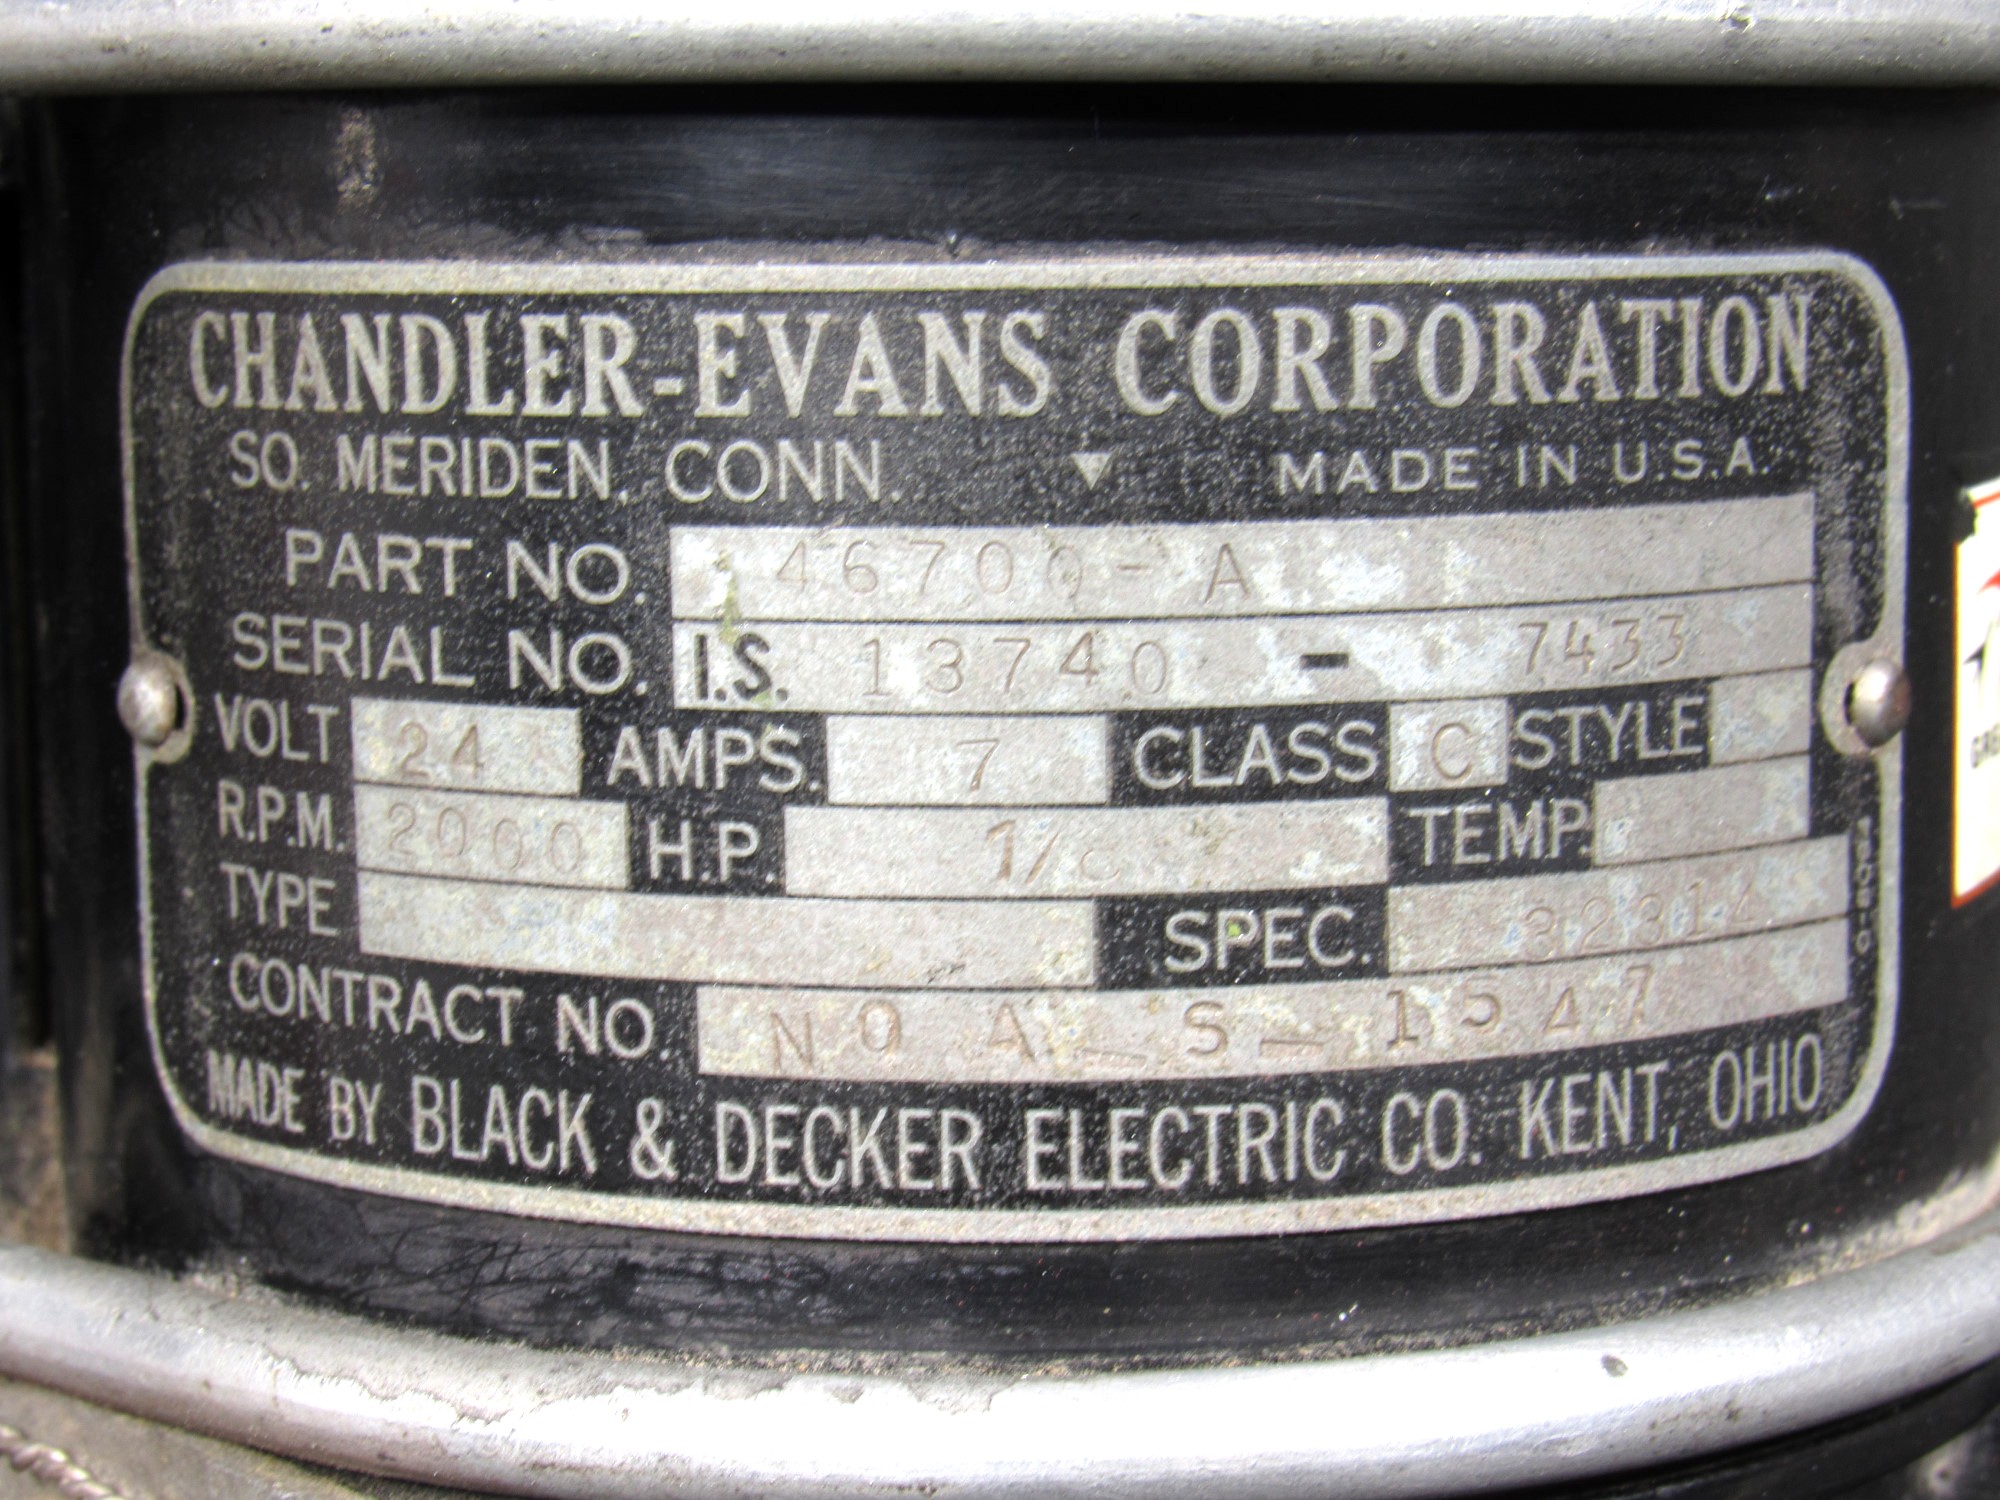 CHANDLER-EVANS CORPORATION
SO. MERIDEN, CONN. MADE IN U.S.A.
PART NO. 46700-A
SERIAL NO. I.S. 13740 - 7433
VOLT 24 AMPS. 7 CLASS C STYLE
R.P.M. 2000 H.P. TEMP.
TYPE SPEC.
CONTRACT NO. NOA-S-1547
MADE BY BLACK & DECKER ELECTRIC CO. KENT, OHIO